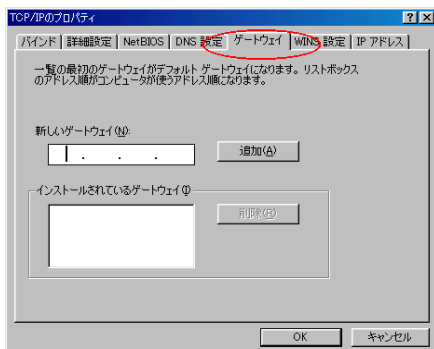 TCP/IPのプロパティ
バインド 詳細設定 NetBIOS DNS 設定 ゲートウェイ WINS 設定 IP アドレス
一覧の最初のゲートウェイがデフォルト ゲートウェイになります。リストボックス
のアドレス順がコンピュータが使うアドレス順になります。
新しいゲートウェイ(N):
. . .
追加(A)
インストールされているゲートウェイ(I)
削除(R)
OK キャンセル